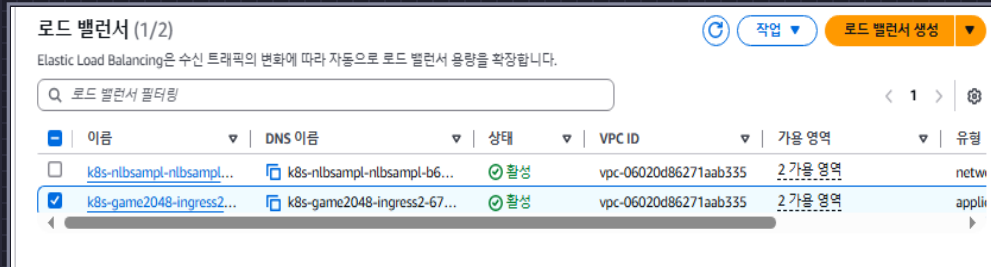 로드 밸런서 (1/2)
작업 ▼
로드 밸런서 생성 ▼
Elastic Load Balancing은 수신 트래픽의 변화에 따라 자동으로 로드 밸런서 용량을 확장합니다.
로드 밸런서 필터링
< 1 >
이름 DNS 이름 상태 VPC ID 가용 영역 유형
k8s-nlbsampl-nlbsampl... k8s-nlbsampl-nlbsampl-b6... 활성 vpc-06020d86271aab335 2 가용 영역 netwo
k8s-game2048-ingress2... k8s-game2048-ingress2-67... 활성 vpc-06020d86271aab335 2 가용 영역 applic